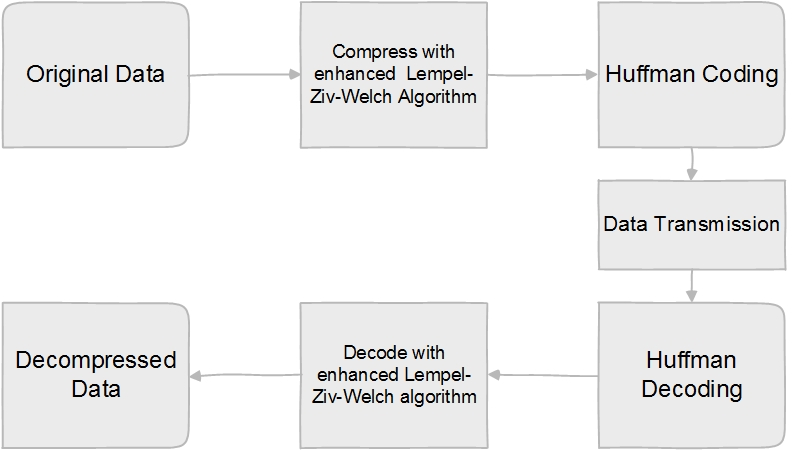 Original Data
Compress with
enhanced Lempel-
Ziv-Welch Algorithm
Huffman Coding
Data Transmission
Huffman
Decoding
Decode with
enhanced Lempel-
Ziv-Welch algorithm
Decompressed
Data